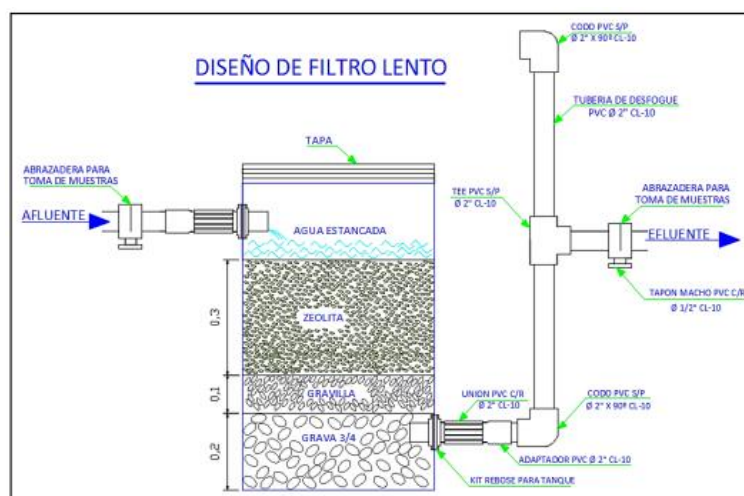 DISEÑO DE FILTRO LENTO
CODO PVC S/P
Ø 2" X 90º CL-10
TUBERIA DE DESFOGUE
PVC Ø 2" CL-10
TAPA
ABRAZADERA PARA
TOMA DE MUESTRAS
AFLUENTE
AGUA ESTANCADA
TEE PVC S/P
Ø 2" CL-10
ABRAZADERA PARA
TOMA DE MUESTRAS
EFLUENTE
TAPON MACHO PVC C/R
Ø 1/2" CL-10
0,3
ZEOLITA
0,1
GRAVILLA
UNION PVC C/R
Ø 2" CL-10
CODO PVC S/P
Ø 2" X 90º CL-10
0,2
GRAVA 3/4
ADAPTADOR PVC Ø 2" CL-10
KIT REBOSE PARA TANQUE